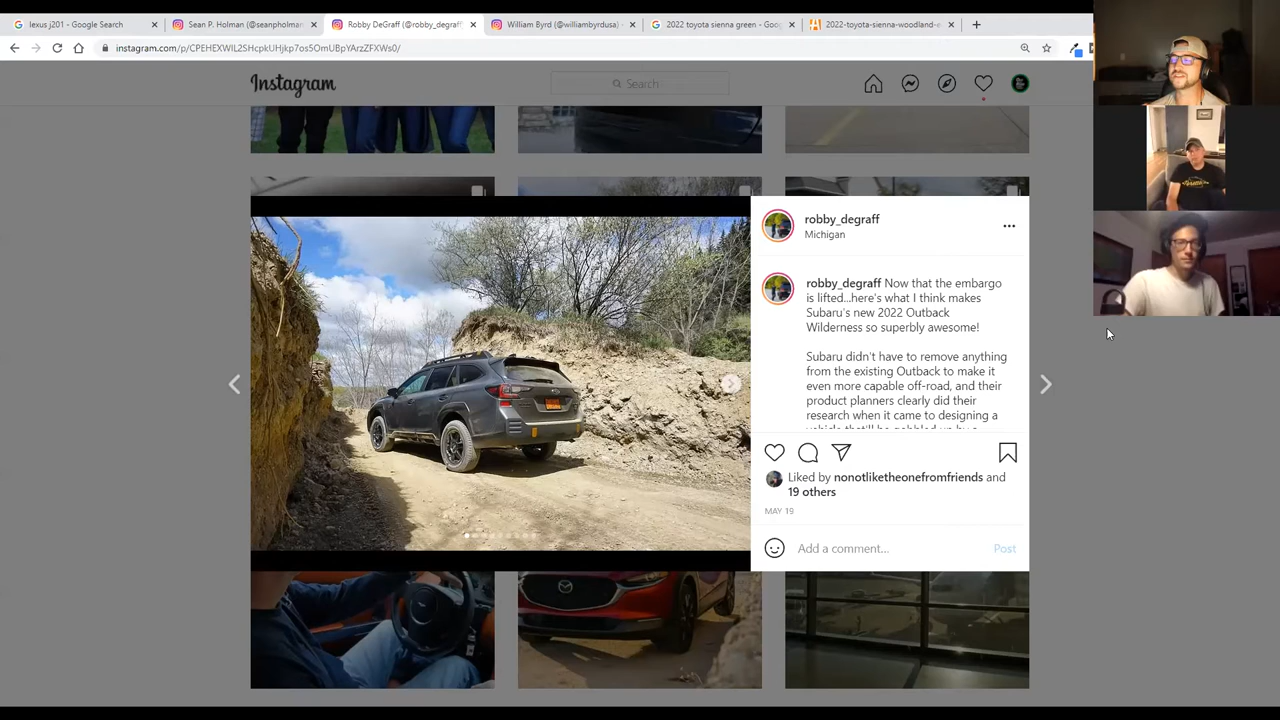 lexus j201 - Google Search
Sean P. Holman (@seanpholman
Robby DeGraff (@robby_degraff
William Byrd (@williambyrdusa)
2022 toyota sienna green - Goo
2022-toyota-sienna-woodland-e
instagram.com/p/CPEHEXWIL2SHcpkUHjkp7os5OmUBpYArzZFXWs0/
Instagram
Search
robby_degraff
Michigan
robby_degraff Now that the embargo
is lifted...here's what I think makes
Subaru's new 2022 Outback
Wilderness so superbly awesome!
Subaru didn't have to remove anything
from the existing Outback to make it
even more capable off-road, and their
product planners clearly did their
research when it came to designing a
Liked by nonotliketheonefromfriends and
19 others
MAY 19
Add a comment...
Post